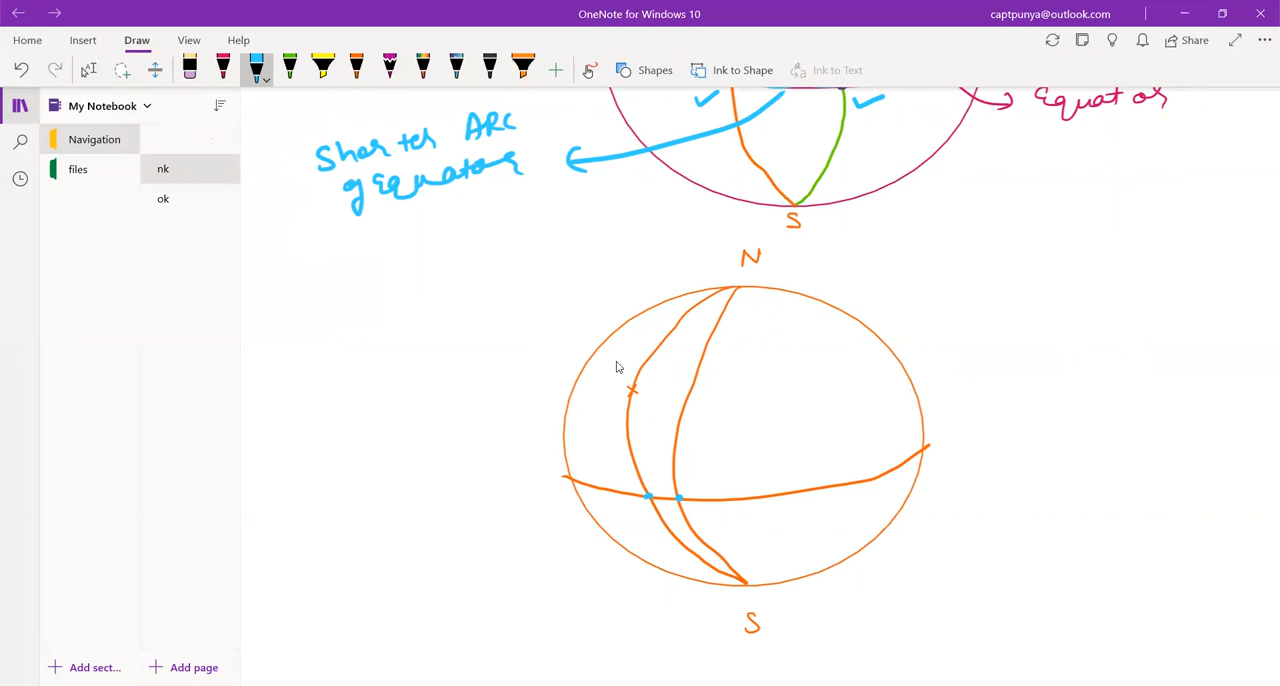 OneNote for Windows 10
captpunya@outlook.com
Home
Insert
Draw
View
Help
Share
Shapes
Ink to Shape
Ink to Text
My Notebook
Navigation
files
nk
ok
Equator
Shorter ARC
of Equator
S
N
S
Add sect...
Add page